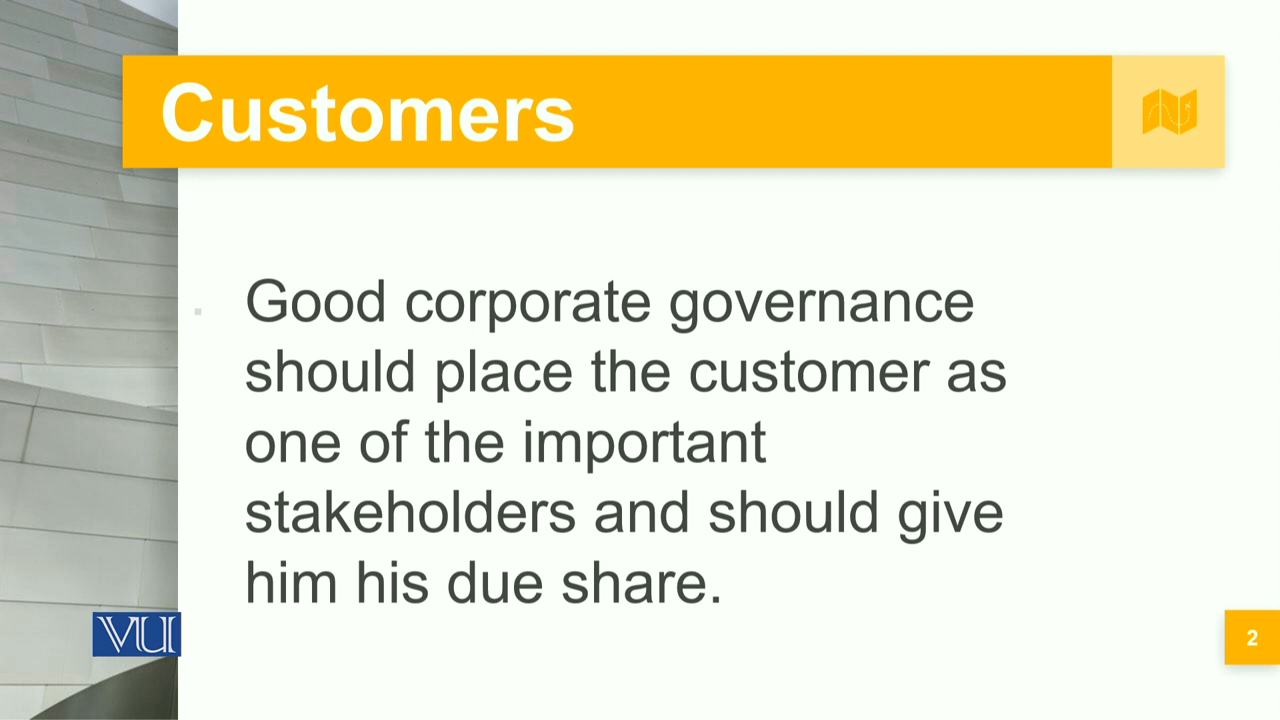 Customers
Good corporate governance
should place the customer as
one of the important
stakeholders and should give
him his due share.
VU
2